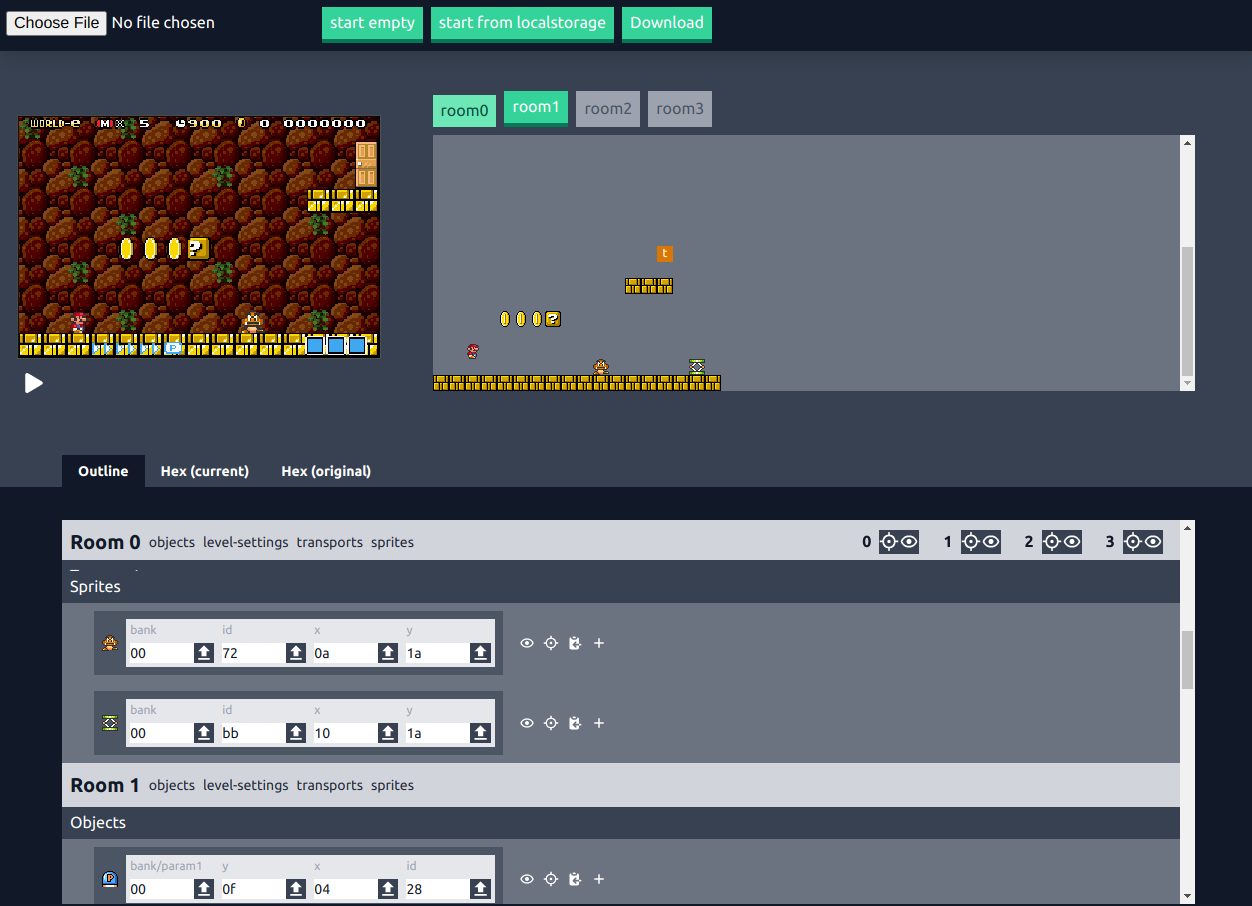 Choose File No file chosen start empty start from localstorage Download
room0 room1 room2 room3
WORLD-e M X 5 900 0 0000000
?
t
?
P
Outline Hex (current) Hex (original)
Room 0 objects level-settings transports sprites 0 1 2 3
Sprites
bank id x y
00 72 0a 1a
bank id x y
00 bb 10 1a
Room 1 objects level-settings transports sprites
Objects
bank/param1 y x id
P 00 0f 04 28